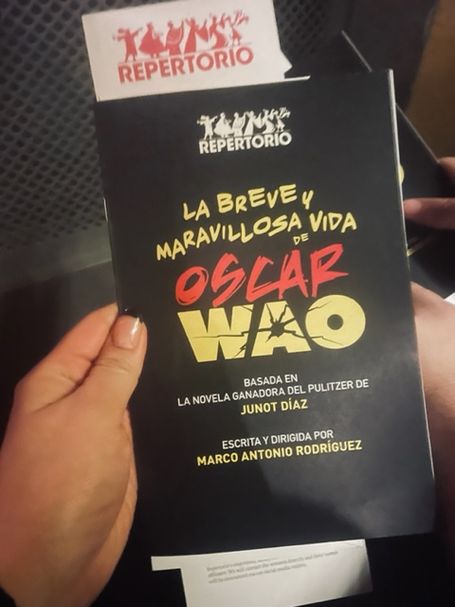 REPERTORIO
REPERTORIO
LA BREVE Y
MARAVILLOSA VIDA
DE
OSCAR
WAO
BASADA EN
LA NOVELA GANADORA DEL PULITZER DE
JUNOT DÍAZ
ESCRITA Y DIRIGIDA POR
MARCO ANTONIO RODRÍGUEZ